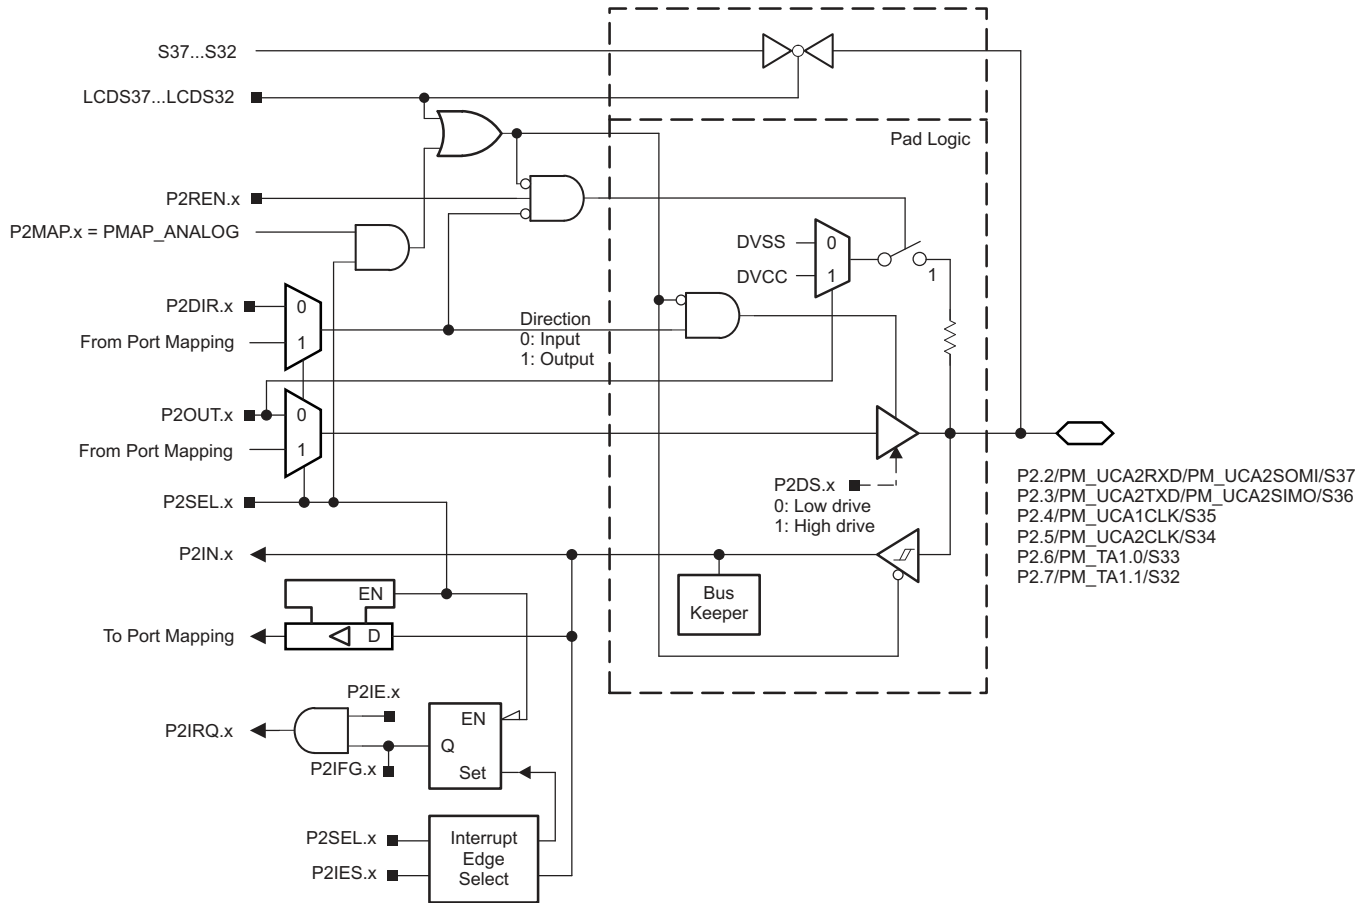 S37...S32
LCDS37...LCDS32
Pad Logic
P2REN.x
P2MAP.x = PMAP_ANALOG
DVSS
0
DVCC
1
1
P2DIR.x
0
From Port Mapping
1
Direction
0: Input
1: Output
P2OUT.x
0
From Port Mapping
1
P2SEL.x
P2DS.x
0: Low drive
1: High drive
P2.2/PM_UCA2RXD/PM_UCA2SOMI/S37
P2.3/PM_UCA2TXD/PM_UCA2SIMO/S36
P2.4/PM_UCA1CLK/S35
P2.5/PM_UCA2CLK/S34
P2.6/PM_TA1.0/S33
P2.7/PM_TA1.1/S32
P2IN.x
Bus
Keeper
EN
To Port Mapping
D
P2IE.x
P2IRQ.x
EN
Q
P2IFG.x
Set
P2SEL.x
P2IES.x
Interrupt
Edge
Select